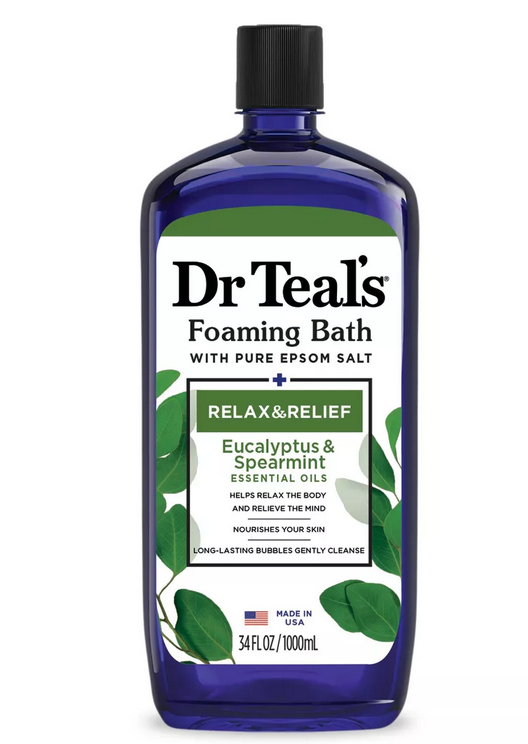 Dr Teal's®
Foaming Bath
WITH PURE EPSOM SALT
RELAX&RELIEF
Eucalyptus &
Spearmint
ESSENTIAL OILS
HELPS RELAX THE BODY
AND RELIEVE THE MIND
NOURISHES YOUR SKIN
LONG-LASTING BUBBLES GENTLY CLEANSE
MADE IN
USA
34 FL OZ / 1000mL